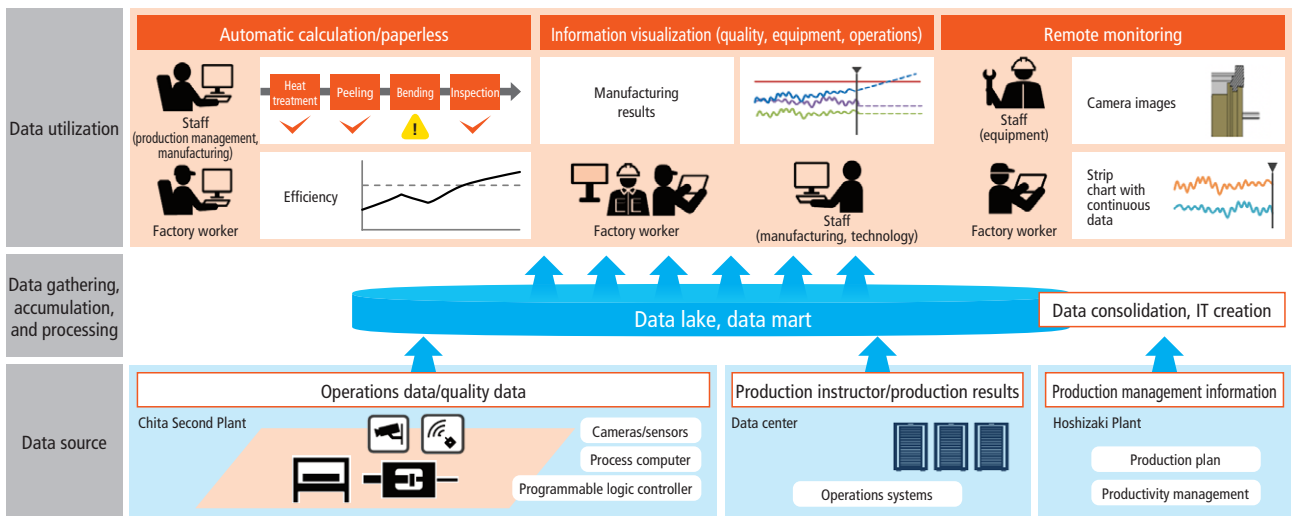 Data utilization
Automatic calculation/paperless
Staff
(production management,
manufacturing)
Heat
treatment
Peeling
Bending
Inspection
!
Factory worker
Efficiency
Information visualization (quality, equipment, operations)
Manufacturing
results
Factory worker
Staff
(manufacturing, technology)
Remote monitoring
Staff
(equipment)
Camera images
Factory worker
Strip
chart with
continuous
data
Data gathering,
accumulation,
and processing
Data lake, data mart
Data consolidation, IT creation
Data source
Operations data/quality data
Chita Second Plant
Cameras/sensors
Process computer
Programmable logic controller
Production instructor/production results
Data center
Operations systems
Production management information
Hoshizaki Plant
Production plan
Productivity management